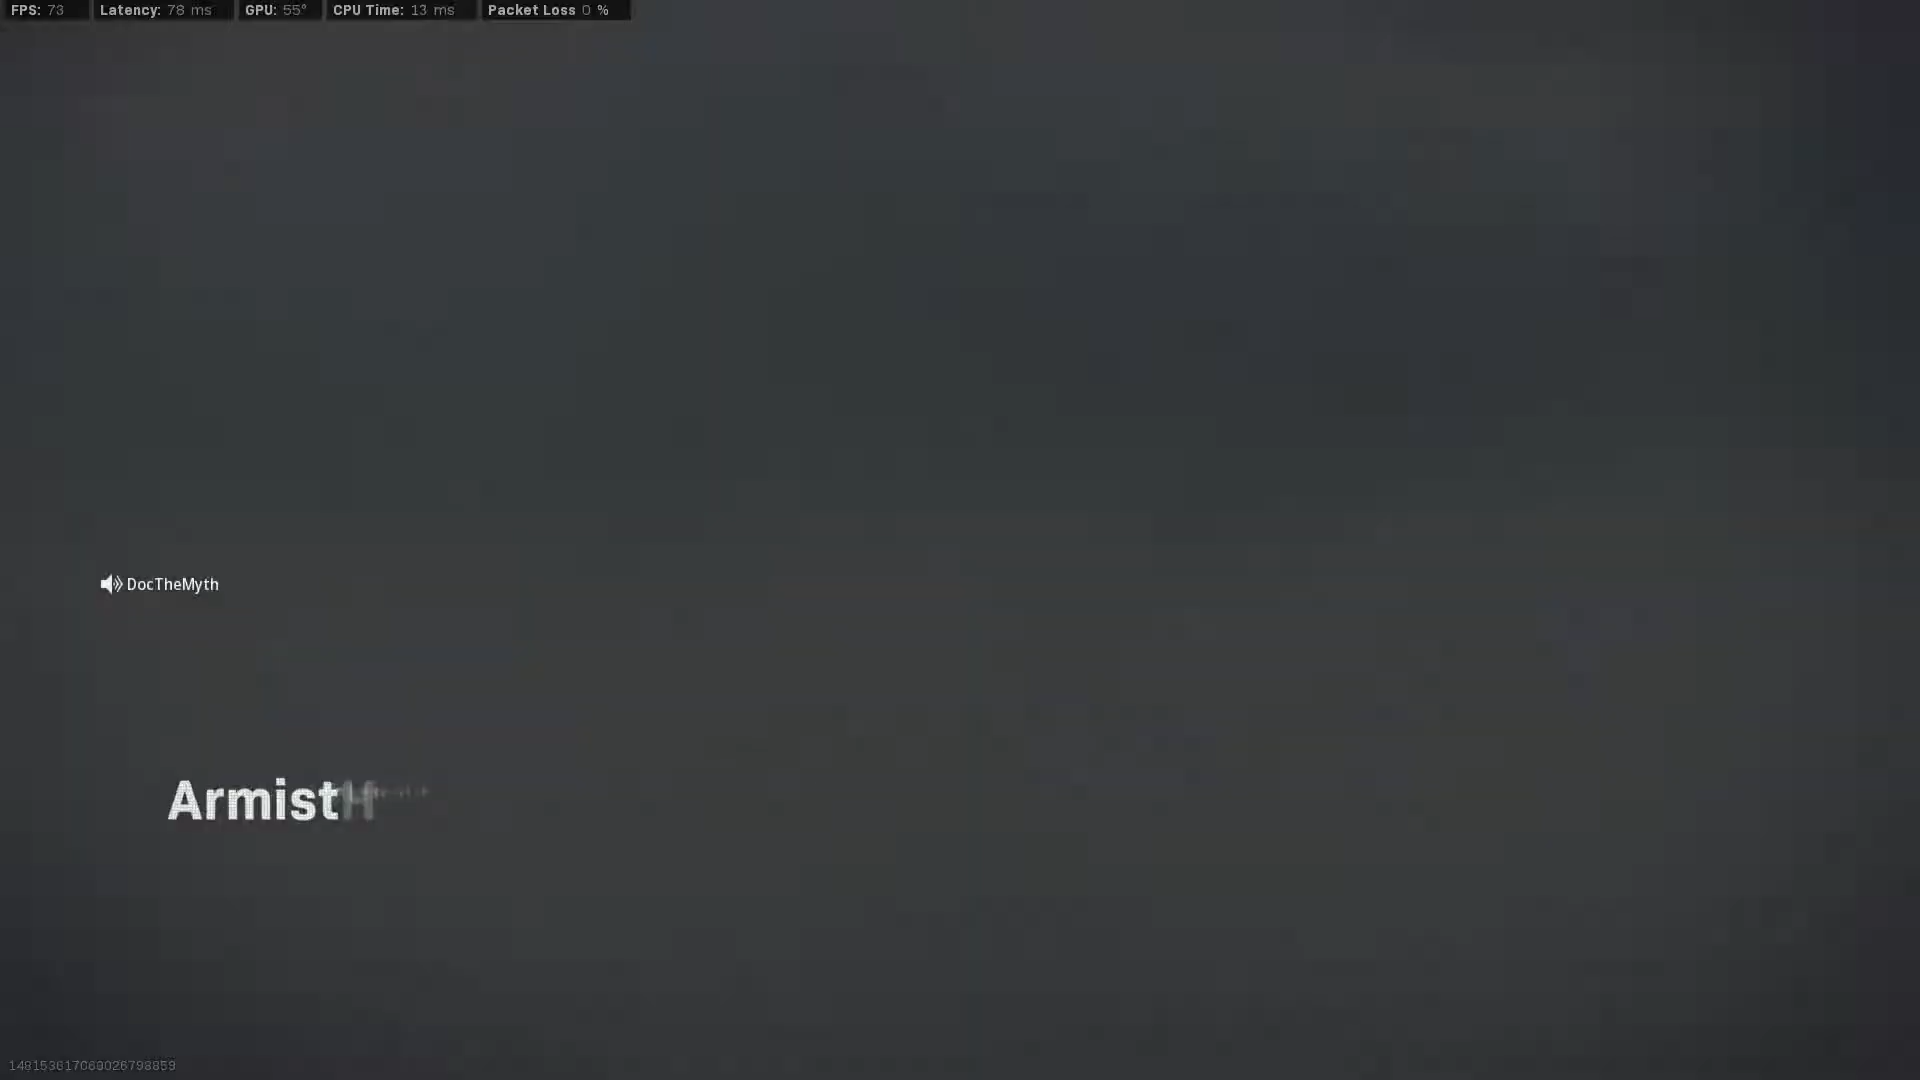 FPS: 73 Latency: 78 ms GPU: 55° CPU Time: 13 ms Packet Loss 0 %
DocTheMyth
Armist